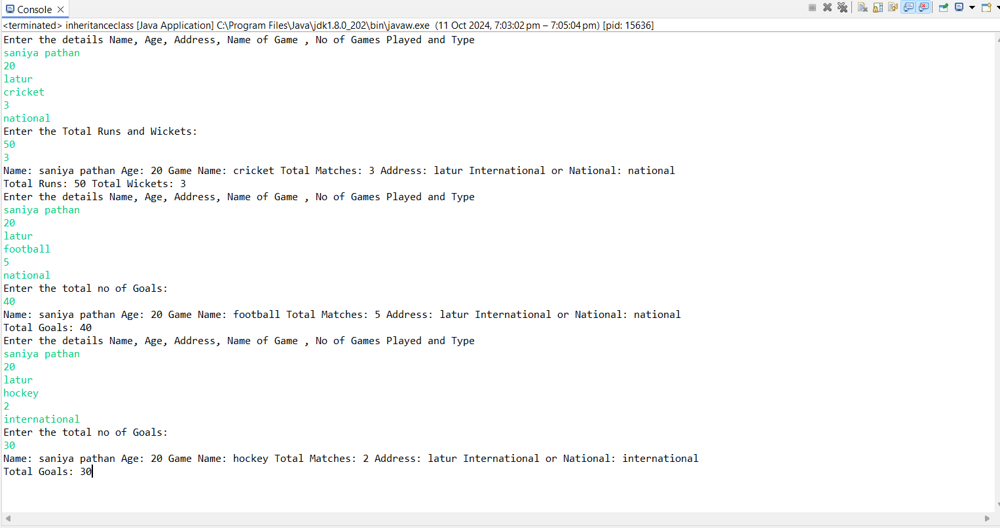 Console
<terminated> inheritanceclass [Java Application] C:\Program Files\Java\jdk1.8.0_202\bin\javaw.exe (11 Oct 2024, 7:03:02 pm – 7:05:04 pm) [pid: 15636]
Enter the details Name, Age, Address, Name of Game , No of Games Played and Type
saniya pathan
20
latur
cricket
3
national
Enter the Total Runs and Wickets:
50
3
Name: saniya pathan Age: 20 Game Name: cricket Total Matches: 3 Address: latur International or National: national
Total Runs: 50 Total Wickets: 3
Enter the details Name, Age, Address, Name of Game , No of Games Played and Type
saniya pathan
20
latur
football
5
national
Enter the total no of Goals:
40
Name: saniya pathan Age: 20 Game Name: football Total Matches: 5 Address: latur International or National: national
Total Goals: 40
Enter the details Name, Age, Address, Name of Game , No of Games Played and Type
saniya pathan
20
latur
hockey
2
international
Enter the total no of Goals:
30
Name: saniya pathan Age: 20 Game Name: hockey Total Matches: 2 Address: latur International or National: international
Total Goals: 30